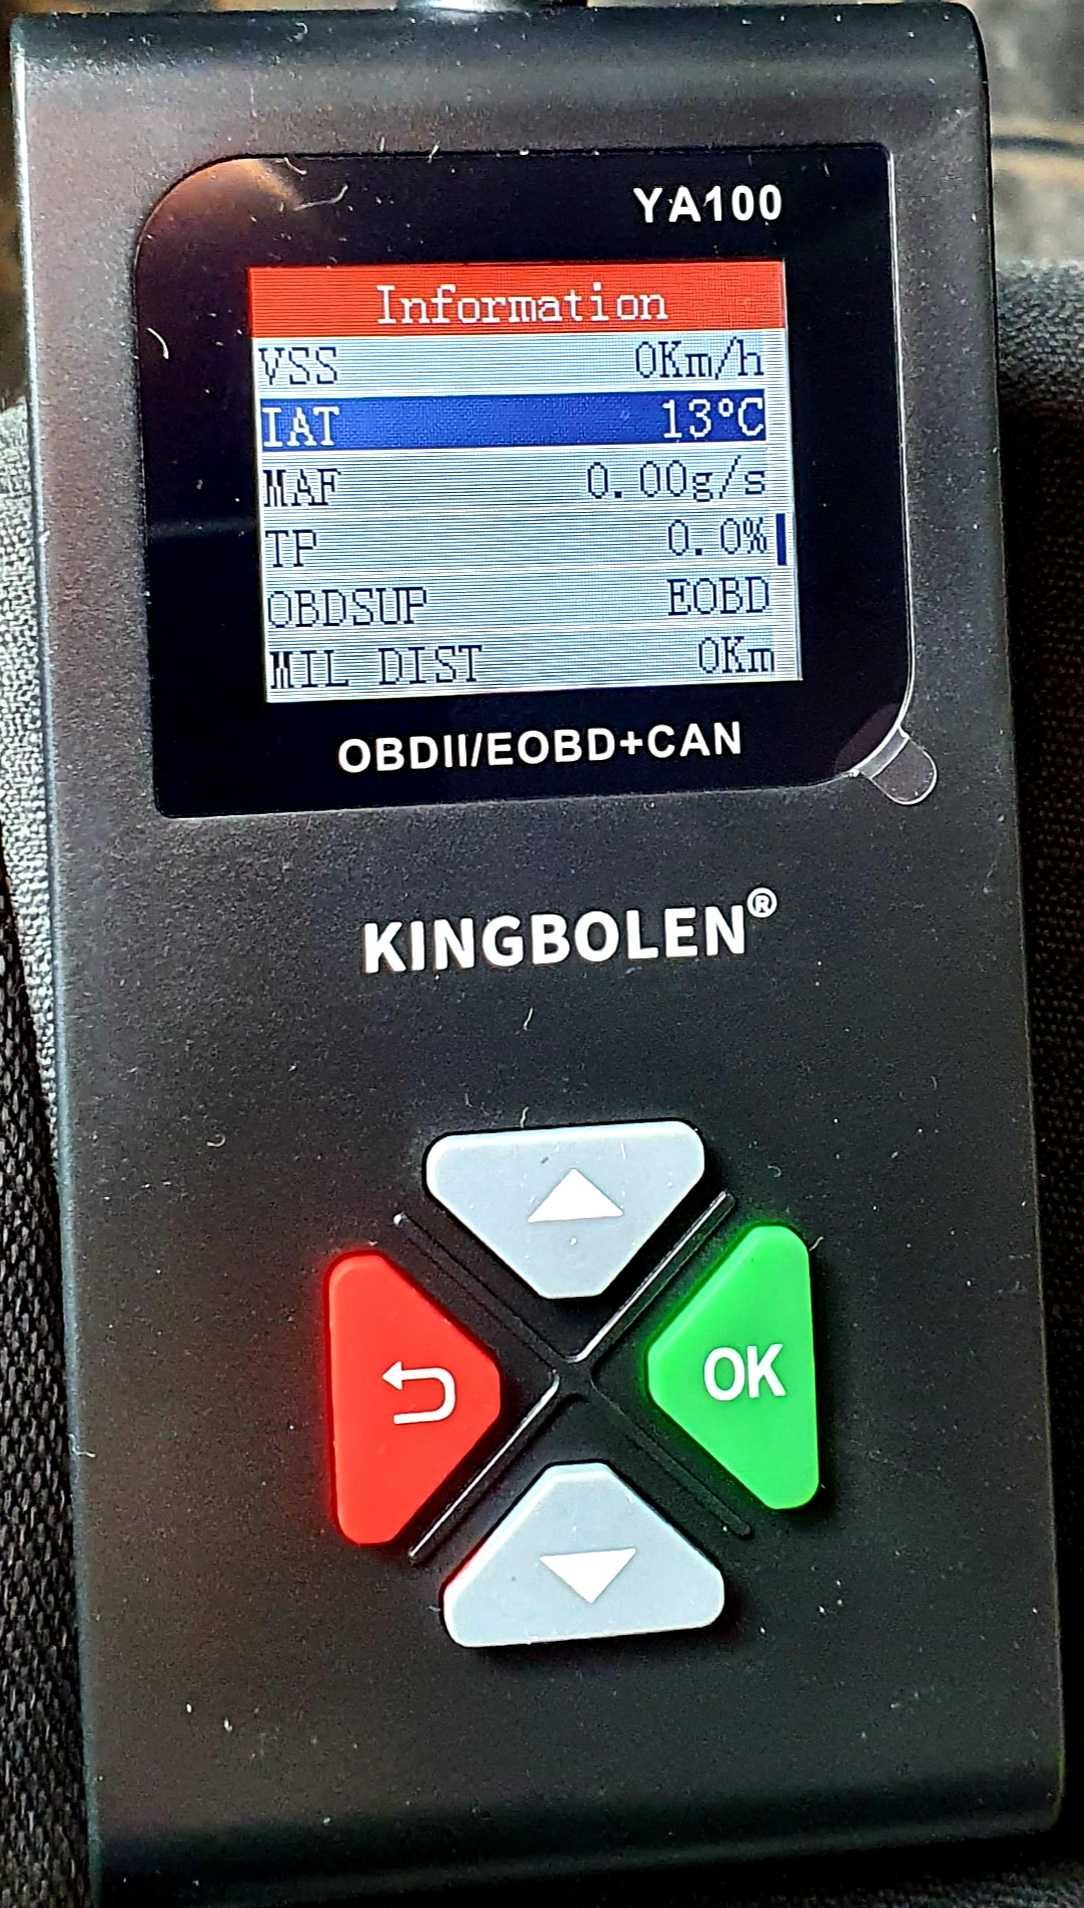 YA100
Information
VSS 0Km/h
IAT 13°C
MAF 0.00g/s
TP 0.0%
OBDSUP EOBD
MIL DIST 0Km
OBDII/EOBD+CAN
KINGBOLEN®
OK